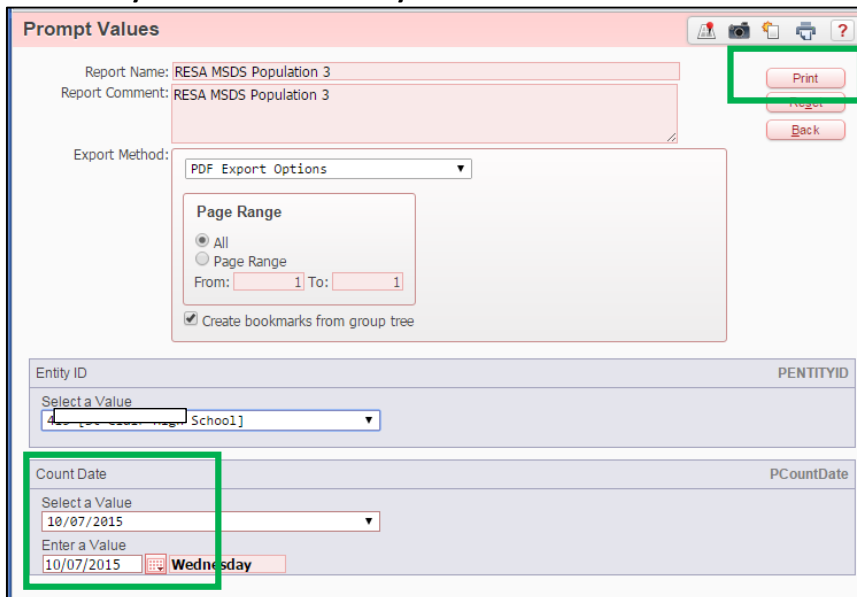 Prompt Values
?
Report Name: RESA MSDS Population 3
Print
Report Comment: RESA MSDS Population 3
Reset
Back
Export Method:
PDF Export Options
Page Range
All
Page Range
From: 1 To: 1
Create bookmarks from group tree
Entity ID PENTITYID
Select a Value
School]
Count Date PCountDate
Select a Value
10/07/2015
Enter a Value
10/07/2015 Wednesday